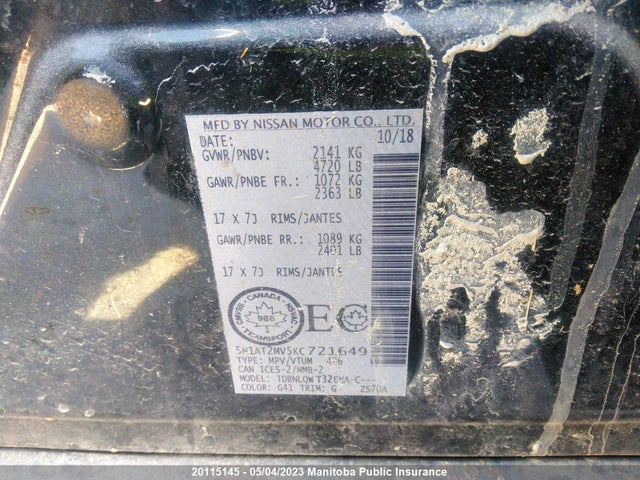 MFD BY NISSAN MOTOR CO., LTD.
DATE: 10/18
GVWR/PNBV: 2141 KG
4720 LB
GAWR/PNBE FR.: 1072 KG
2363 LB
17 X 7J RIMS/JANTES
GAWR/PNBE RR.: 1089 KG
2401 LB
17 X 7J RIMS/JANTES
CANADA
TRANSPORT
EC
5N1AT2MV5KC721649
TYPE: MPV/VTUM
CAN ICES-2/NMB-2
MODEL:
COLOR: G41 TRIM: G ZS70A
20115145 - 05/04/2023 Manitoba Public Insurance